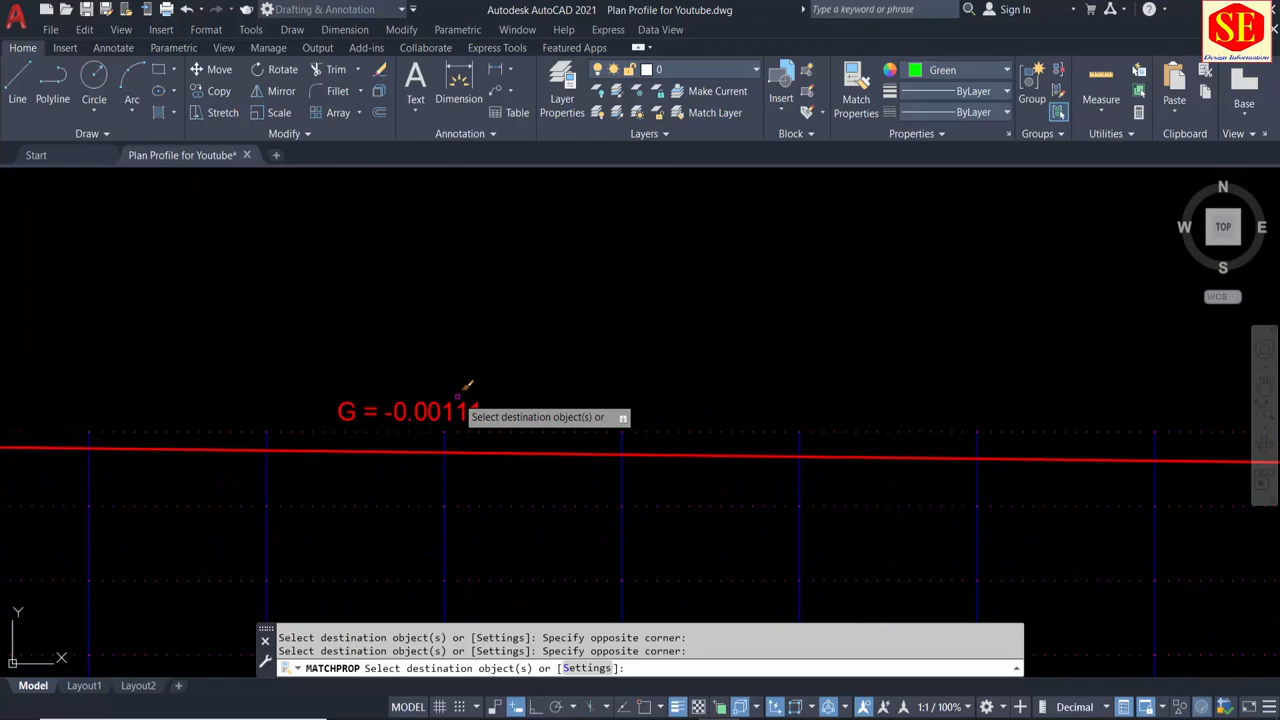 Drafting & Annotation
Autodesk AutoCAD 2021 Plan Profile for Youtube.dwg
Type a keyword or phrase
Sign In
SE
Design Information
File Edit View Insert Format Tools Draw Dimension Modify Parametric Window Help Express Data View
Home Insert Annotate Parametric View Manage Output Add-ins Collaborate Express Tools Featured Apps
Line Polyline Circle Arc
Move Rotate Trim
Copy Mirror Fillet
Stretch Scale Array
Text Dimension Table
Layer Properties
0
Make Current
Match Layer
Insert
Match Properties
Green
ByLayer
ByLayer
Group
Measure
Paste
Base
Draw Modify Annotation Layers Block Properties Groups Utilities Clipboard View
Start Plan Profile for Youtube*
N
W TOP E
S
WCS
G = -0.00111
Select destination object(s) or
Y
X
Select destination object(s) or [Settings]: Specify opposite corner:
Select destination object(s) or [Settings]: Specify opposite corner:
MATCHPROP Select destination object(s) or [Settings]:
Model Layout1 Layout2
MODEL 1:1 / 100% Decimal